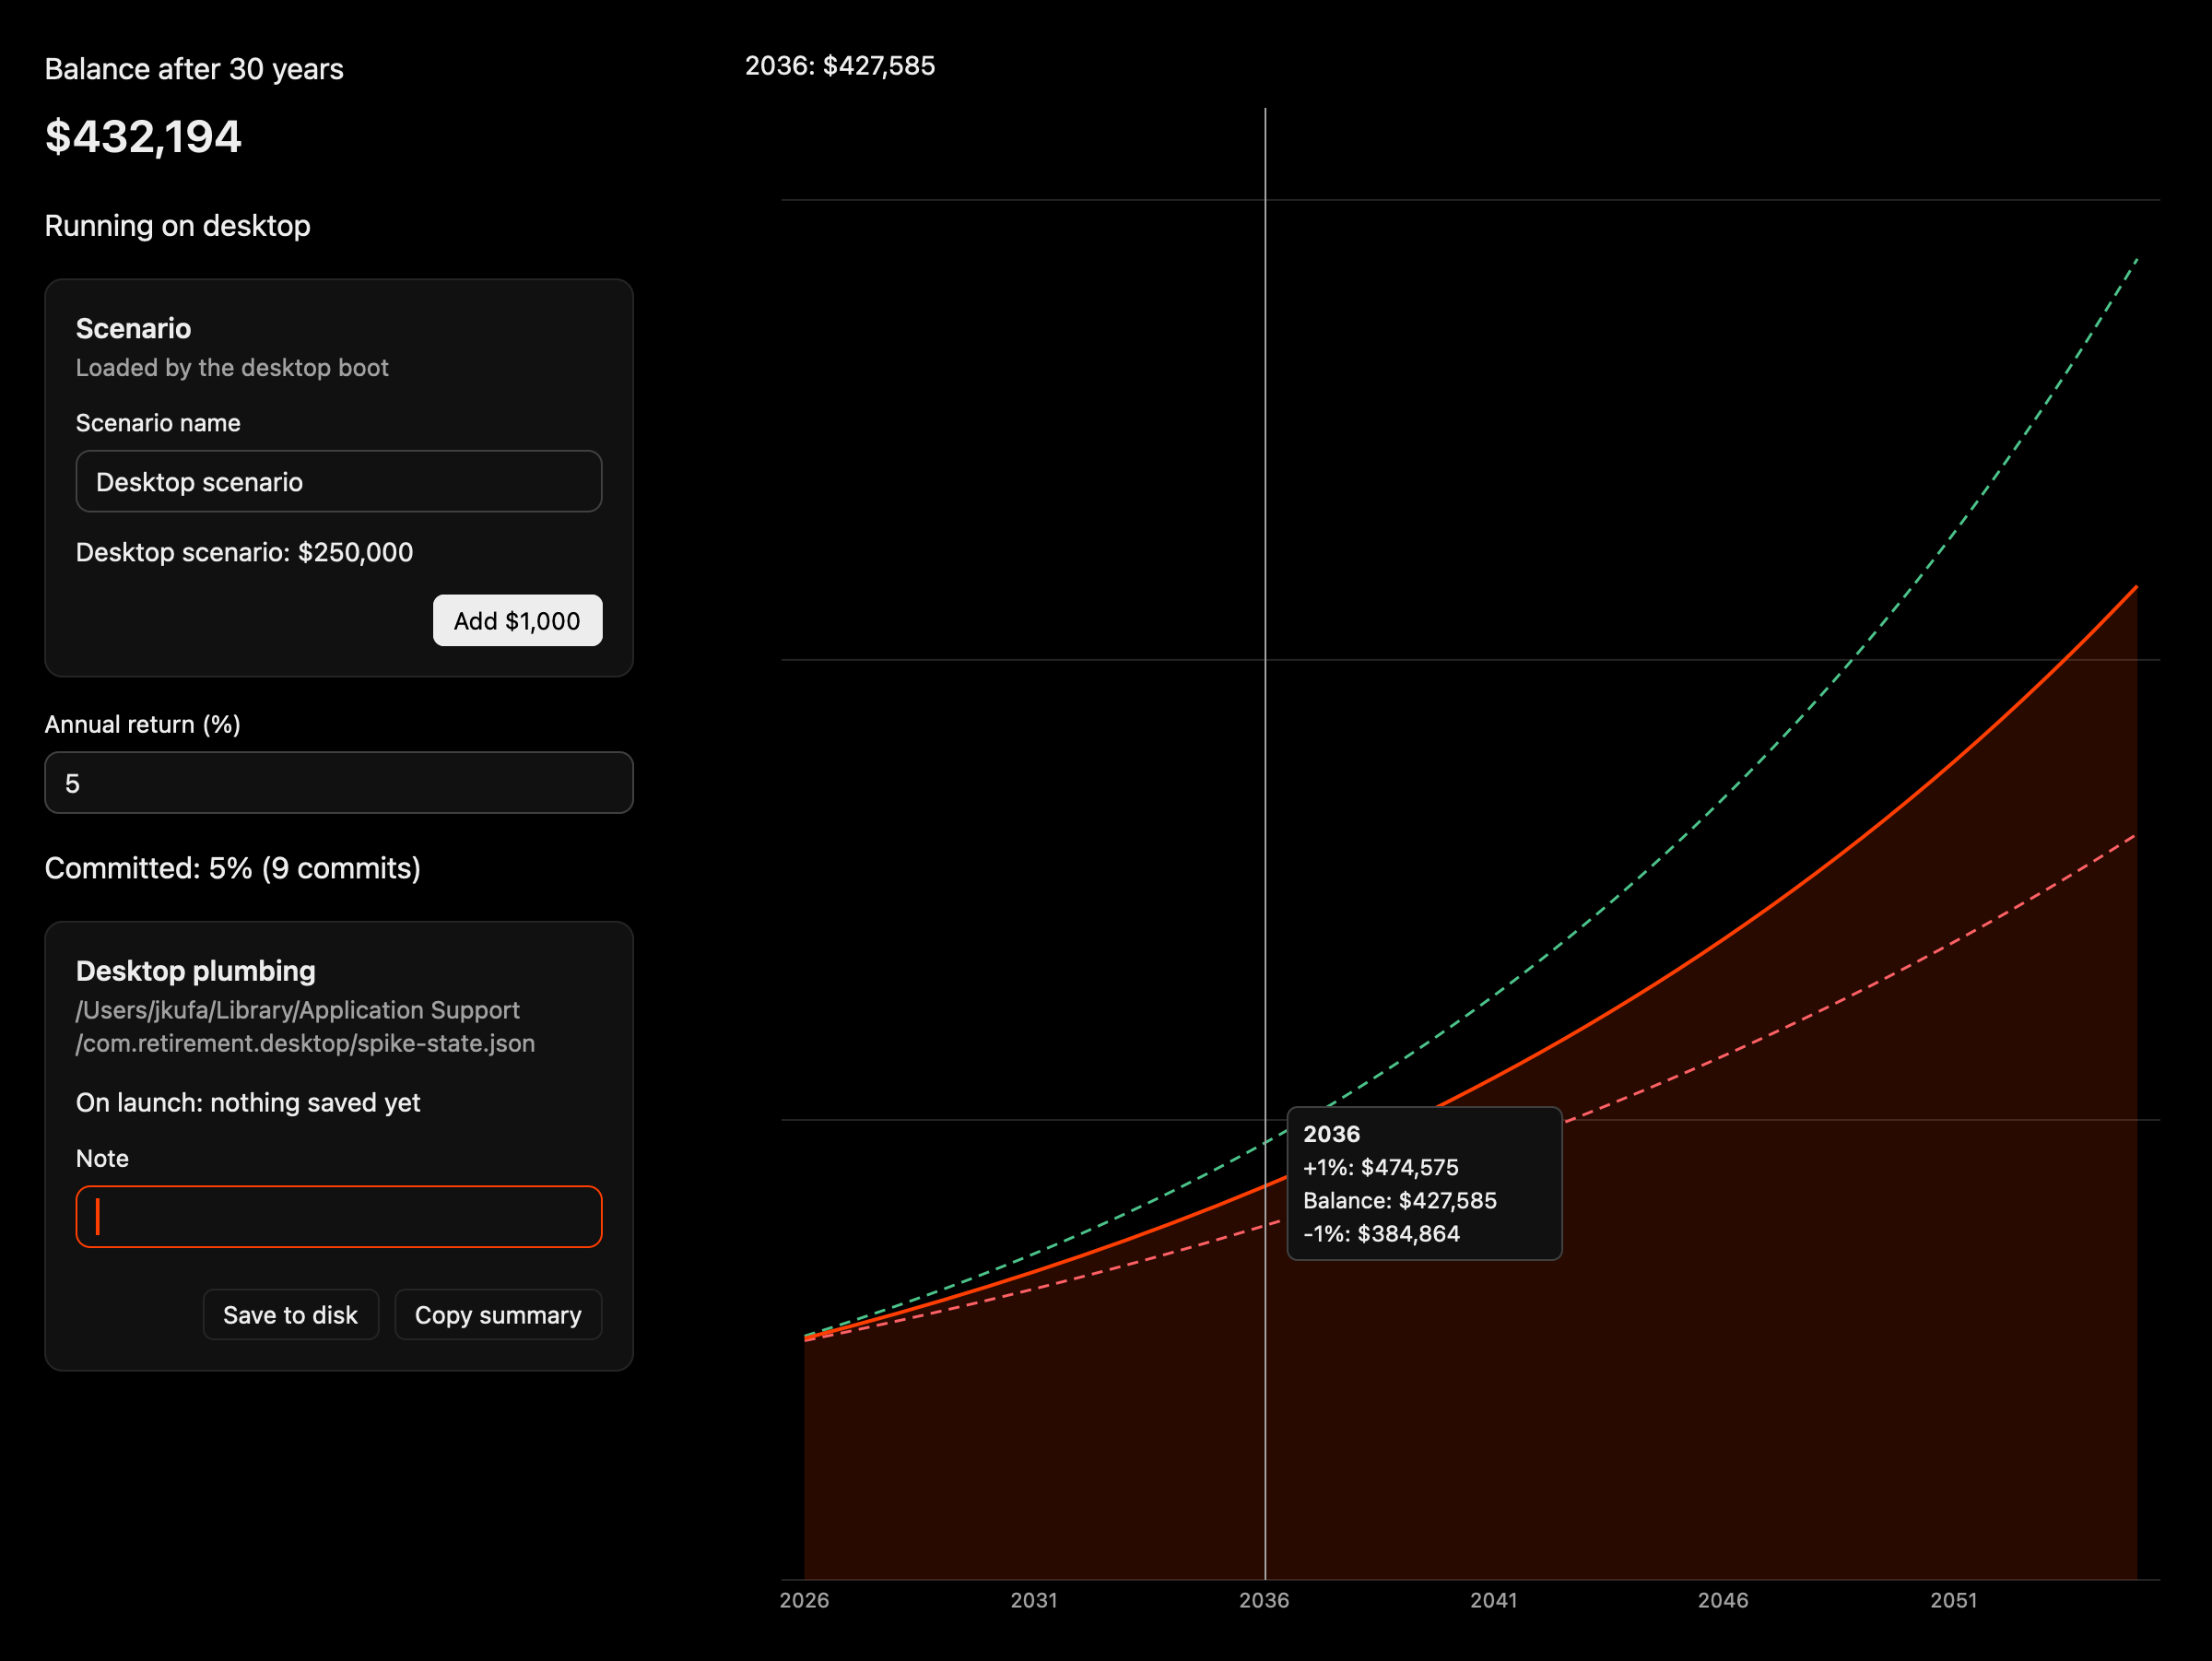 Balance after 30 years
$432,194
Running on desktop
Scenario
Loaded by the desktop boot
Scenario name
Desktop scenario
Desktop scenario: $250,000
Add $1,000
Annual return (%)
5
Committed: 5% (9 commits)
Desktop plumbing
/Users/jkufa/Library/Application Support
/com.retirement.desktop/spike-state.json
On launch: nothing saved yet
Note
Save to disk
Copy summary
2036: $427,585
2036
+1%: $474,575
Balance: $427,585
-1%: $384,864
2026
2031
2036
2041
2046
2051